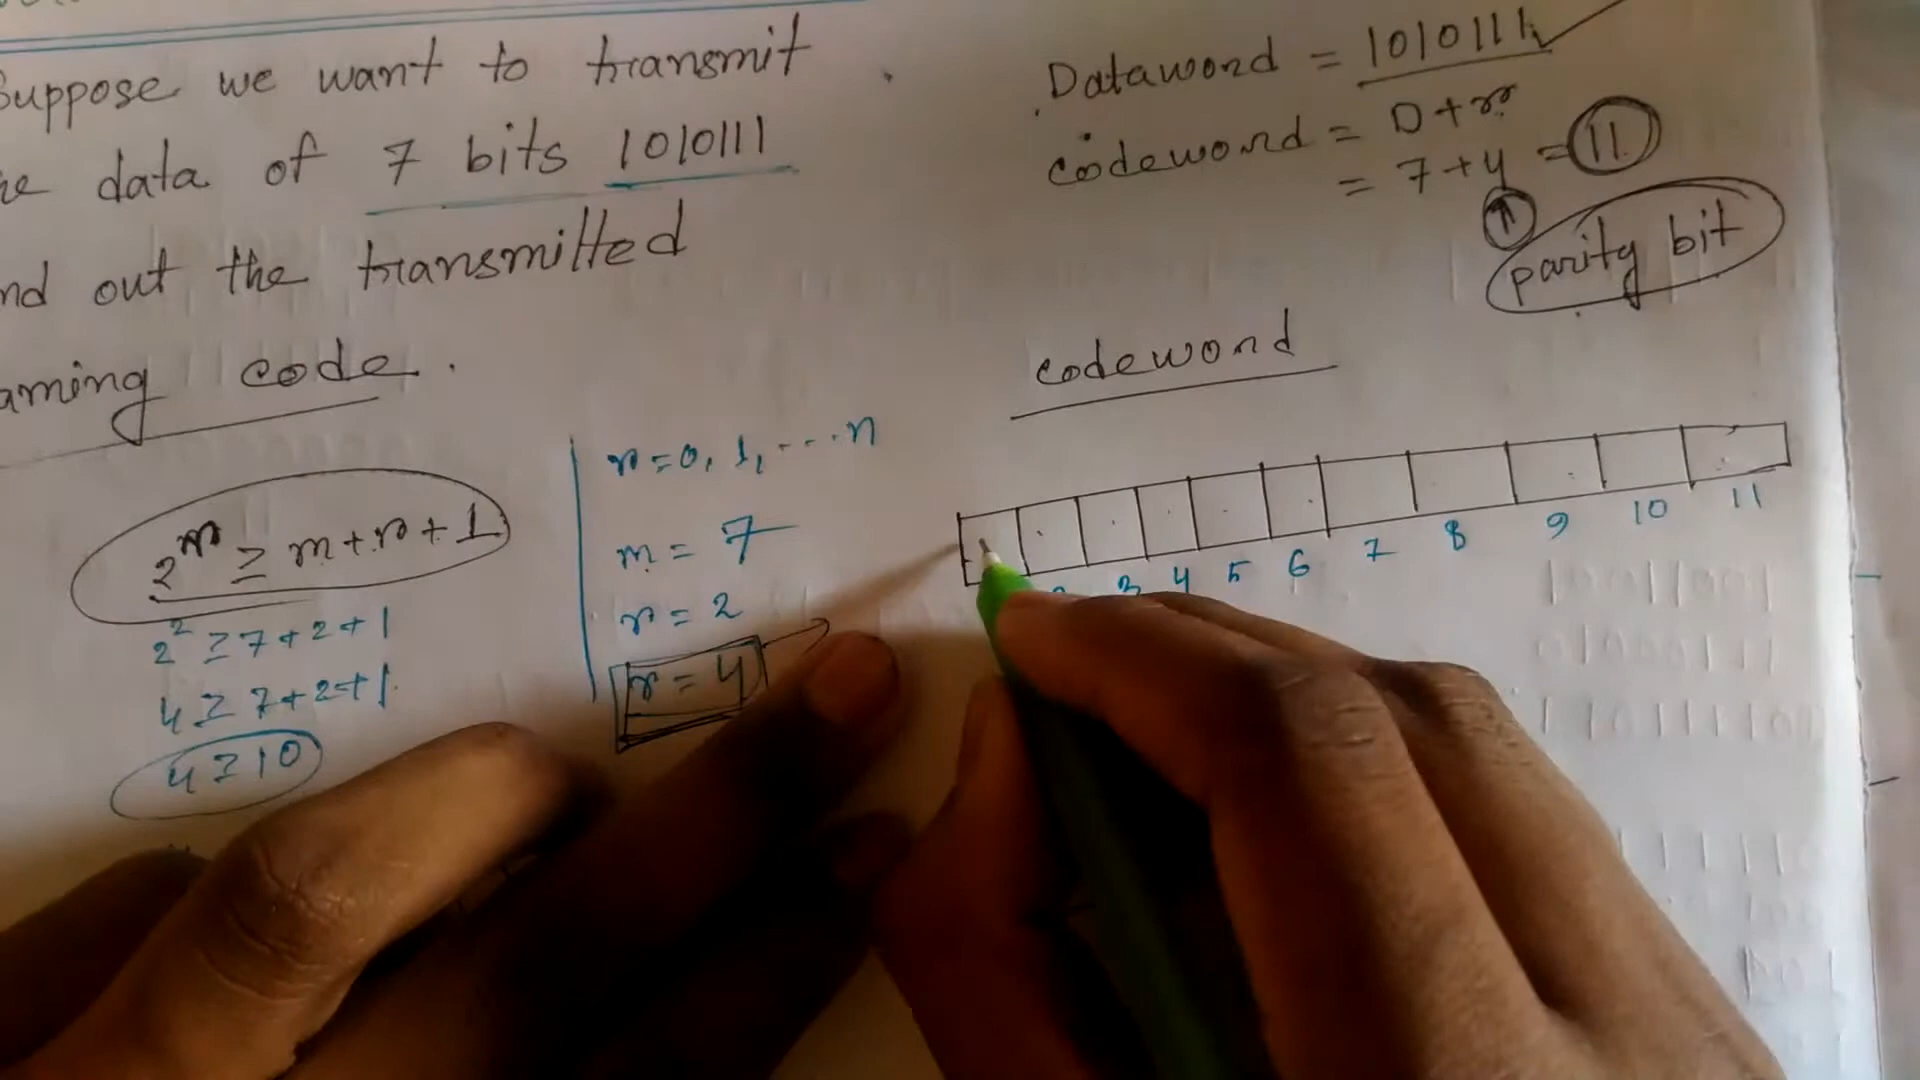 Suppose we want to transmit
he data of 7 bits 1010111
nd out the transmitted
aming code.
2^r ≥ m+r+1
2^2 ≥ 7+2+1
4 ≥ 7+2+1
4 ≥ 10
r = 0, 1, ---n
m = 7
r = 2
r = 4
Dataword = 1010111
codeword = D+r
= 7+4 = 11
parity bit
codeword
3 4 5 6 7 8 9 10 11